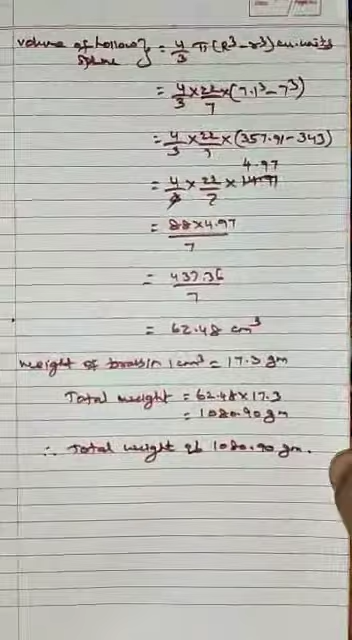 volume of hollow sphere } = 4/3 π (R³ - r³) cu.units
= 4/3 × 22/7 × (7.1³ - 7³)
= 4/3 × 22/7 × (357.91 - 343)
4.97
= 4/3 × 22/7 × 14.91
= 88 × 4.97 / 7
= 437.36 / 7
= 62.48 cm³
weight of brass in 1 cm³ = 17.3 gm
Total weight = 62.48 × 17.3
= 1080.90 gm
∴ Total weight is 1080.90 gm.